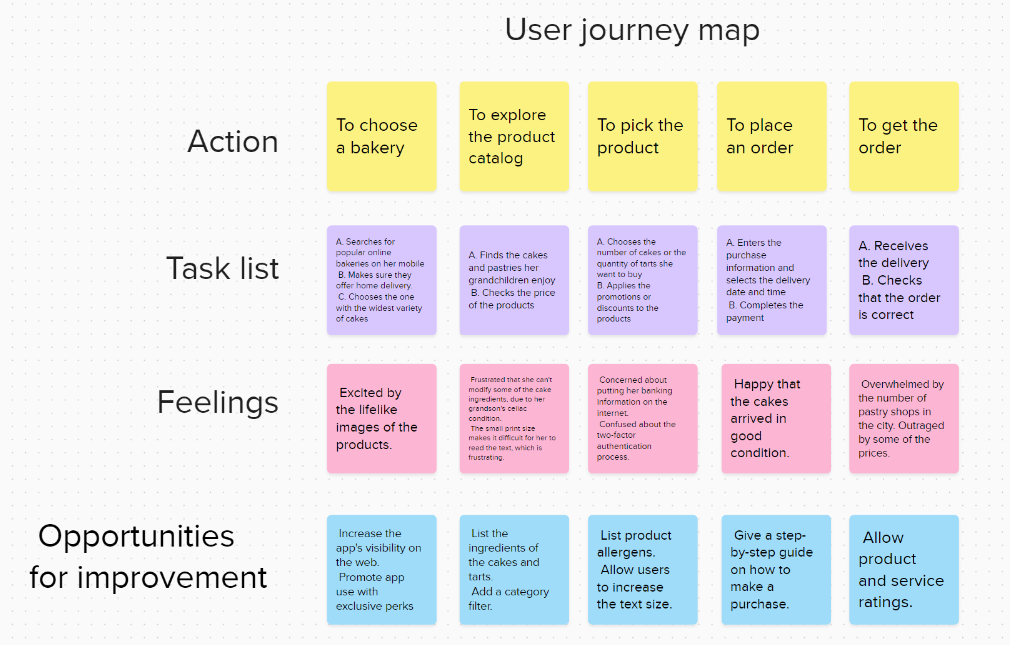 User journey map
Action
To choose
a bakery
To explore
the product
catalog
To pick the
product
To place
an order
To get the
order
Task list
A. Searches for
popular online
bakeries on her mobile
B. Makes sure they
offer home delivery.
C. Chooses the one
with the widest variety
of cakes
A. Finds the cakes
and pastries her
grandchildren enjoy
B. Checks the price
of the products
A. Chooses the
number of cakes or the
quantity of tarts she
want to buy
B. Applies the
promotions or
discounts to the
products
A. Enters the
purchase
information and
selects the delivery
date and time
B. Completes the
payment
A. Receives
the delivery
B. Checks
that the order
is correct
Feelings
Excited by
the lifelike
images of the
products.
Frustrated that she can't
modify some of the cake
ingredients, due to her
grandson's celiac
condition.
The small print size
makes it difficult for her to
read the text, which is
frustrating.
Concerned about
putting her banking
information on the
internet.
Confused about the
two-factor
authentication
process.
Happy that
the cakes
arrived in
good
condition.
Overwhelmed by
the number of
pastry shops in
the city. Outraged
by some of the
prices.
Opportunities
for improvement
Increase the
app's visibility on
the web.
Promote app
use with
exclusive perks
List the
ingredients of
the cakes and
tarts.
Add a category
filter.
List product
allergens.
Allow users
to increase
the text size.
Give a step-
by-step guide
on how to
make a
purchase.
Allow
product
and service
ratings.